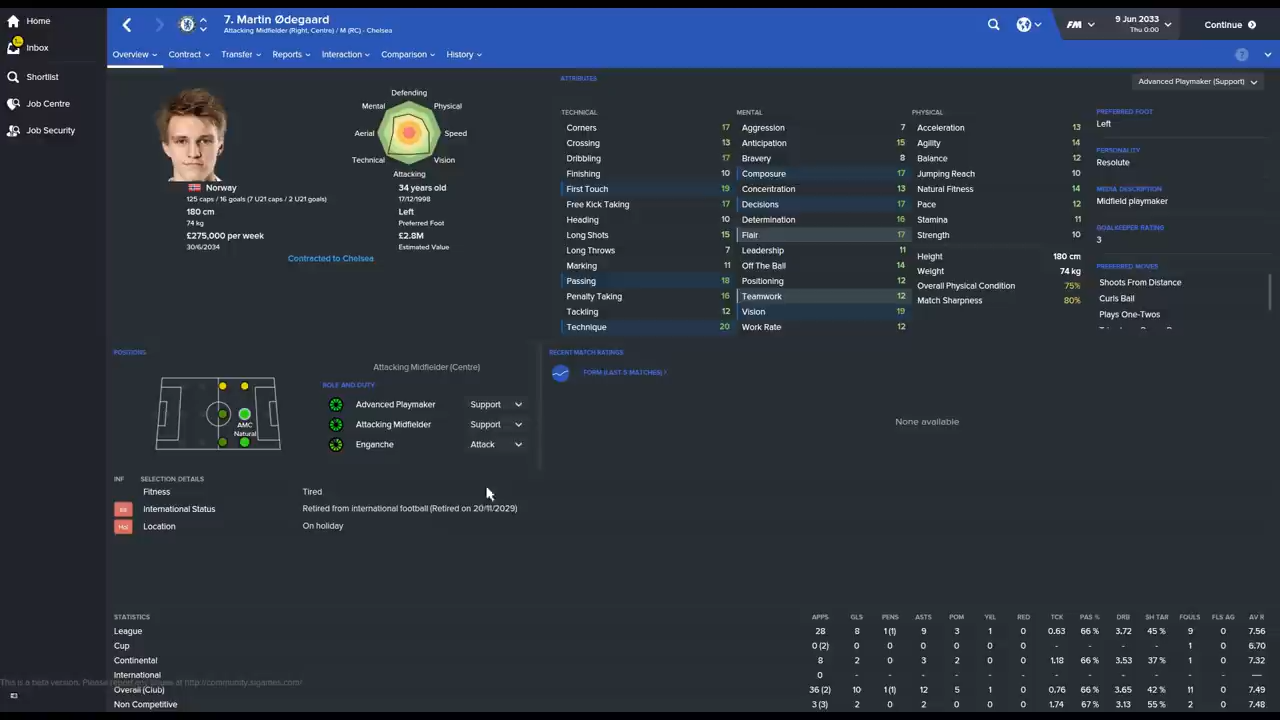 Home
Inbox
Shortlist
Job Centre
Job Security
7. Martin Ødegaard
Attacking Midfielder (Right, Centre) / M (RC) - Chelsea
FM
9 Jun 2033
Thu 0:00
Continue
Overview
Contract
Transfer
Reports
Interaction
Comparison
History
?
Defending
Mental
Physical
Aerial
Speed
Technical
Vision
Attacking
Norway
125 caps / 16 goals (7 U21 caps / 2 U21 goals)
180 cm
74 kg
£275,000 per week
30/6/2034
34 years old
17/12/1998
Left
Preferred Foot
£2.8M
Estimated Value
Contracted to Chelsea
ATTRIBUTES
Advanced Playmaker (Support)
TECHNICAL
Corners 17
Crossing 13
Dribbling 17
Finishing 10
First Touch 19
Free Kick Taking 17
Heading 10
Long Shots 15
Long Throws 7
Marking 11
Passing 18
Penalty Taking 16
Tackling 12
Technique 20
MENTAL
Aggression 7
Anticipation 15
Bravery 8
Composure 17
Concentration 13
Decisions 17
Determination 16
Flair 17
Leadership 11
Off The Ball 14
Positioning 12
Teamwork 12
Vision 19
Work Rate 12
PHYSICAL
Acceleration 13
Agility 14
Balance 12
Jumping Reach 10
Natural Fitness 14
Pace 12
Stamina 11
Strength 10
Height 180 cm
Weight 74 kg
Overall Physical Condition 75%
Match Sharpness 80%
PREFERRED FOOT
Left
PERSONALITY
Resolute
MEDIA DESCRIPTION
Midfield playmaker
GOALKEEPER RATING
3
PREFERRED MOVES
Shoots From Distance
Curls Ball
Plays One-Twos
POSITIONS
AMC
Natural
Attacking Midfielder (Centre)
ROLE AND DUTY
Advanced Playmaker Support
Attacking Midfielder Support
Enganche Attack
RECENT MATCH RATINGS
FORM (LAST 5 MATCHES) >
None available
INF SELECTION DETAILS
Fitness Tired
International Status Retired from international football (Retired on 20/11/2029)
Hol Location On holiday
STATISTICS APPS GLS PENS ASTS POM YEL RED TCK PAS % DRB SH TAR FOULS FLS AG AV R
League 28 8 1 (1) 9 3 1 0 0.63 66 % 3.72 45 % 9 0 7.56
Cup 0 (2) 0 0 0 0 0 0 - - - - 1 0 6.70
Continental 8 2 0 3 2 0 0 1.18 66 % 3.53 37 % 1 0 7.32
International 0 - - - - - - - - - - - - —
This is a beta version. Please report any issue at http://community.sigames.com/
Overall (Club) 36 (2) 10 1 (1) 12 5 1 0 0.76 66 % 3.65 42 % 11 0 7.49
Non Competitive 3 (3) 2 0 2 0 0 0 1.74 67 % 3.13 55 % 2 0 7.48